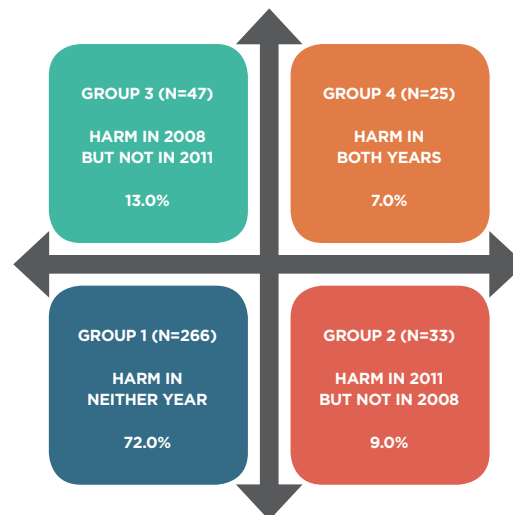 GROUP 3 (N=47)
HARM IN 2008
BUT NOT IN 2011
13.0%
GROUP 4 (N=25)
HARM IN
BOTH YEARS
7.0%
GROUP 1 (N=266)
HARM IN
NEITHER YEAR
72.0%
GROUP 2 (N=33)
HARM IN 2011
BUT NOT IN 2008
9.0%